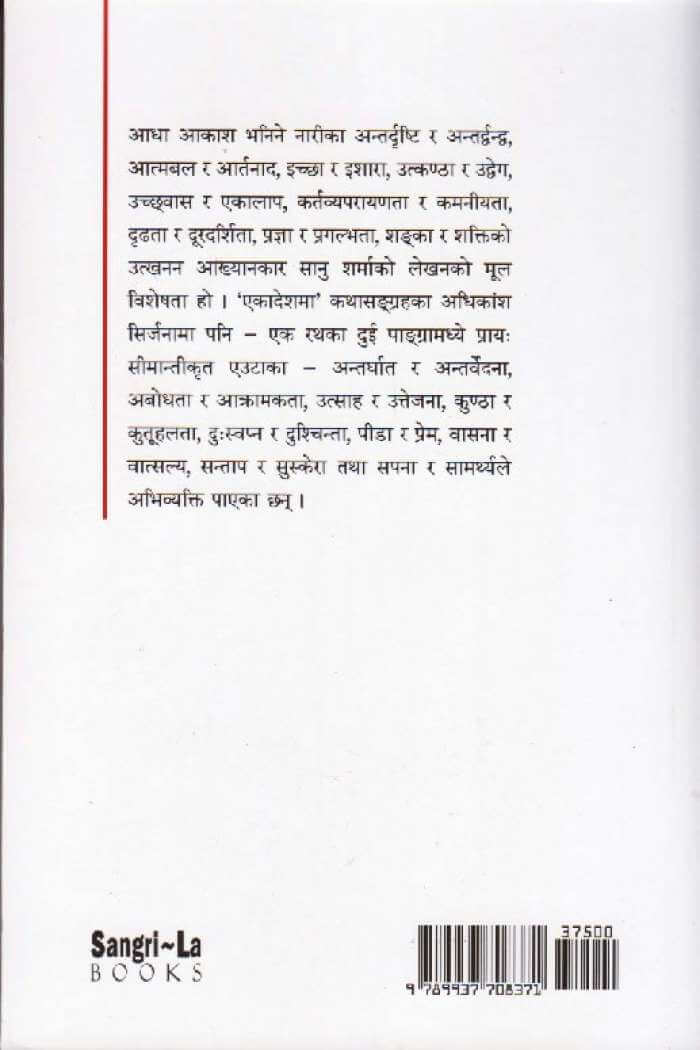 आधा आकाश भनिने नारीका अन्तर्दृष्टि र अन्तर्द्वन्द्व,
आत्मबल र आर्तनाद, इच्छा र इशारा, उत्कण्ठा र उद्वेग,
उच्छ्वास र एकालाप, कर्तव्यपरायणता र कमनीयता,
दृढता र दूरदर्शिता, प्रज्ञा र प्रगल्भता, शङ्का र शक्तिको
उत्खनन आख्यानकार सानु शर्माको लेखनको मूल
विशेषता हो । ‘एकादेशमा’ कथासङ्ग्रहका अधिकांश
सिर्जनामा पनि – एक रथका दुई पाङ्ग्रामध्ये प्रायः
सीमान्तीकृत एउटाका – अन्तर्घात र अन्तर्वेदना,
अबोधता र आक्रामकता, उत्साह र उत्तेजना, कुण्ठा र
कुतूहलता, दुःस्वप्न र दुश्चिन्ता, पीडा र प्रेम, वासना र
वात्सल्य, सन्ताप र सुस्केरा तथा सपना र सामर्थ्यले
अभिव्यक्ति पाएका छन् ।
Sangri~La
BOOKS
37500
9 789937 708371